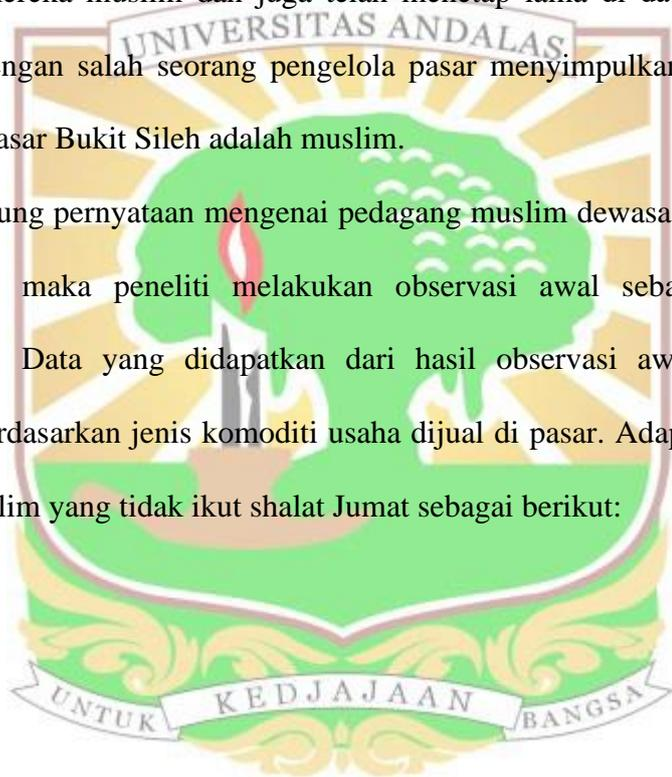 mereka muslim dan juga telah menetap lama di da
UNIVERSITAS ANDALAS
engan salah seorang pengelola pasar menyimpulkan
asar Bukit Sileh adalah muslim.
ung pernyataan mengenai pedagang muslim dewasa
maka peneliti melakukan observasi awal seba
Data yang didapatkan dari hasil observasi aw
rdasarkan jenis komoditi usaha dijual di pasar. Adap
lim yang tidak ikut shalat Jumat sebagai berikut:
UNTUK KEDJAJAAN BANGSA